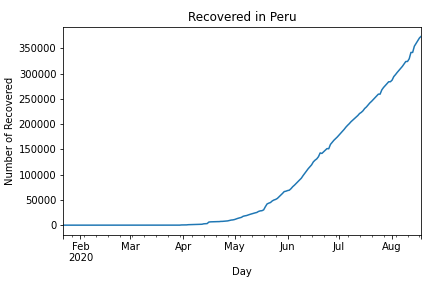 Recovered in Peru
Number of Recovered
350000
300000
250000
200000
150000
100000
50000
0
Feb Mar Apr May Jun Jul Aug
2020
Day